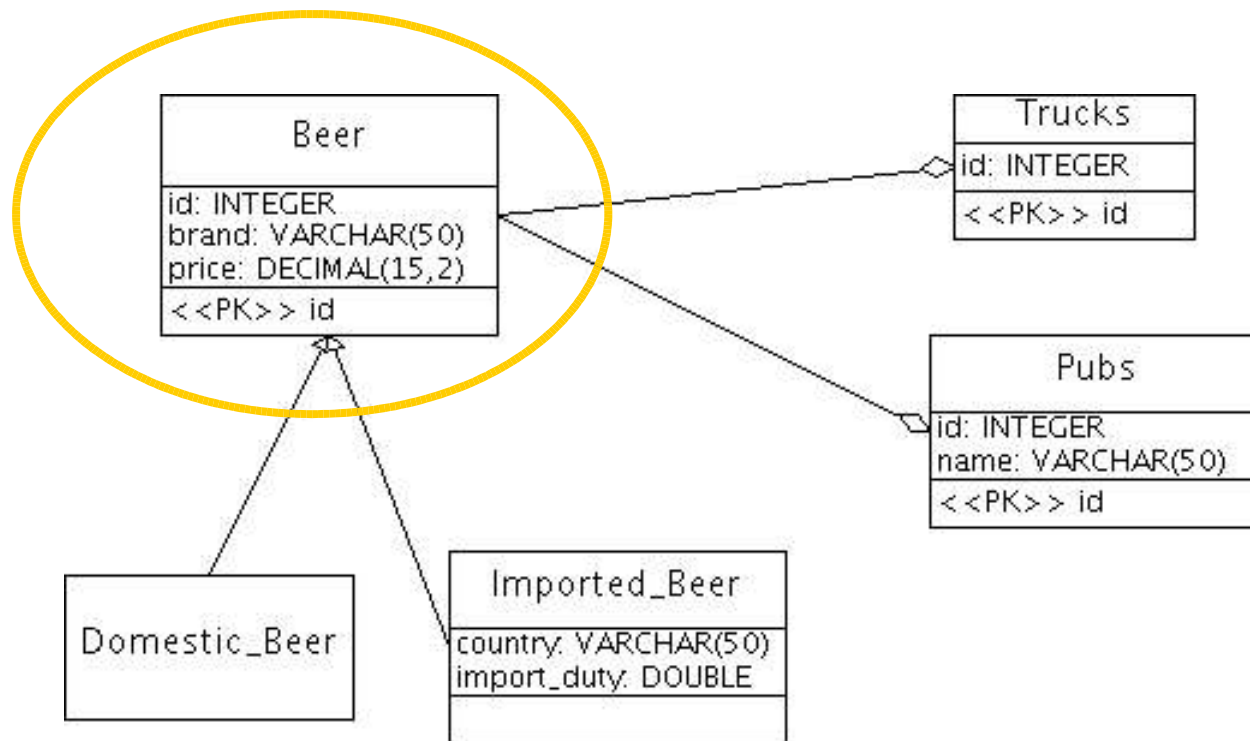 Beer
id: INTEGER
brand: VARCHAR(50)
price: DECIMAL(15,2)
<<PK>> id
Trucks
id: INTEGER
<<PK>> id
Pubs
id: INTEGER
name: VARCHAR(50)
<<PK>> id
Domestic_Beer
Imported_Beer
country: VARCHAR(50)
import_duty: DOUBLE